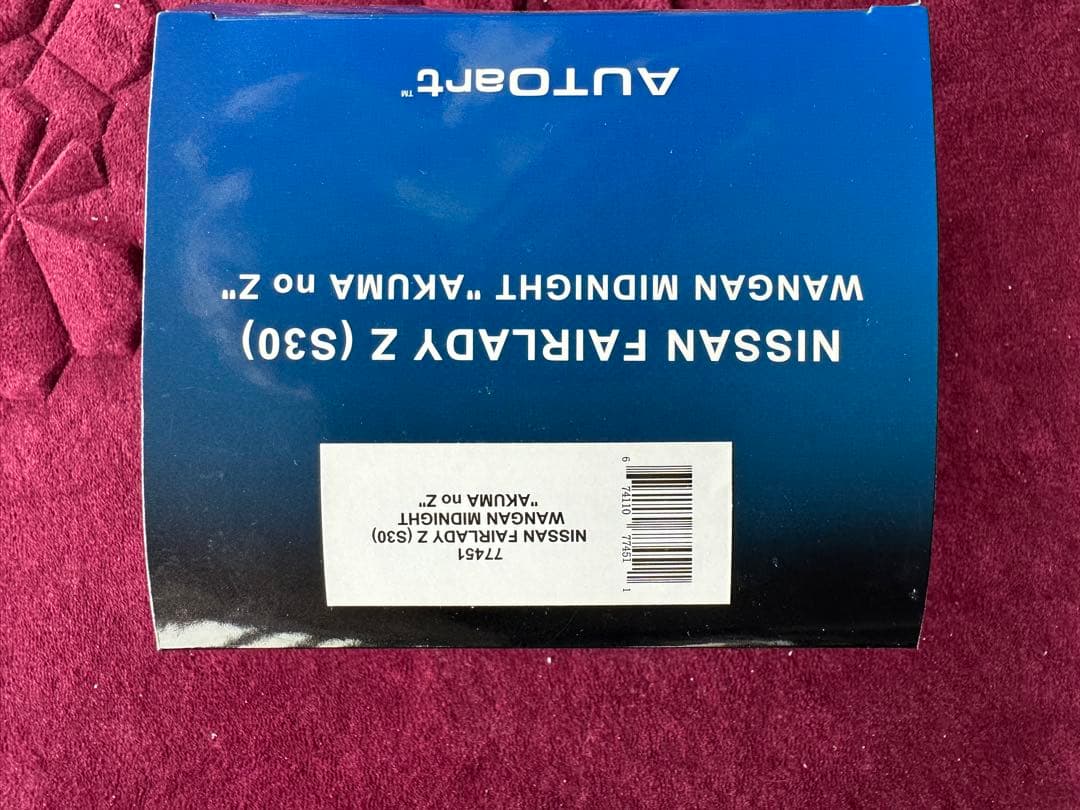 AUTOart™
NISSAN FAIRLADY Z (S30)
WANGAN MIDNIGHT "AKUMA no Z"
77451
NISSAN FAIRLADY Z (S30)
WANGAN MIDNIGHT
"AKUMA no Z"
6 74110 77451 1